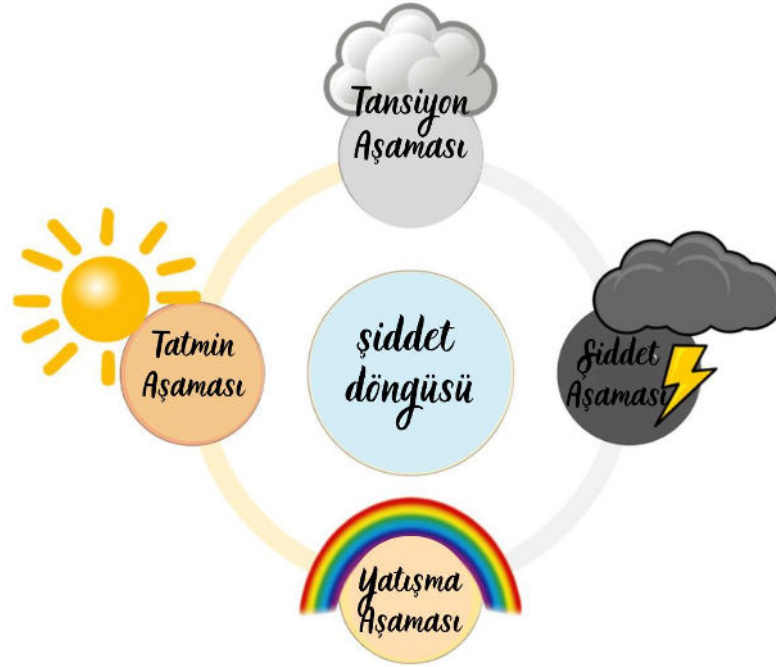 Tansiyon
Aşaması
Tatmin
Aşaması
şiddet
döngüsü
Şiddet
Aşaması
Yatışma
Aşaması